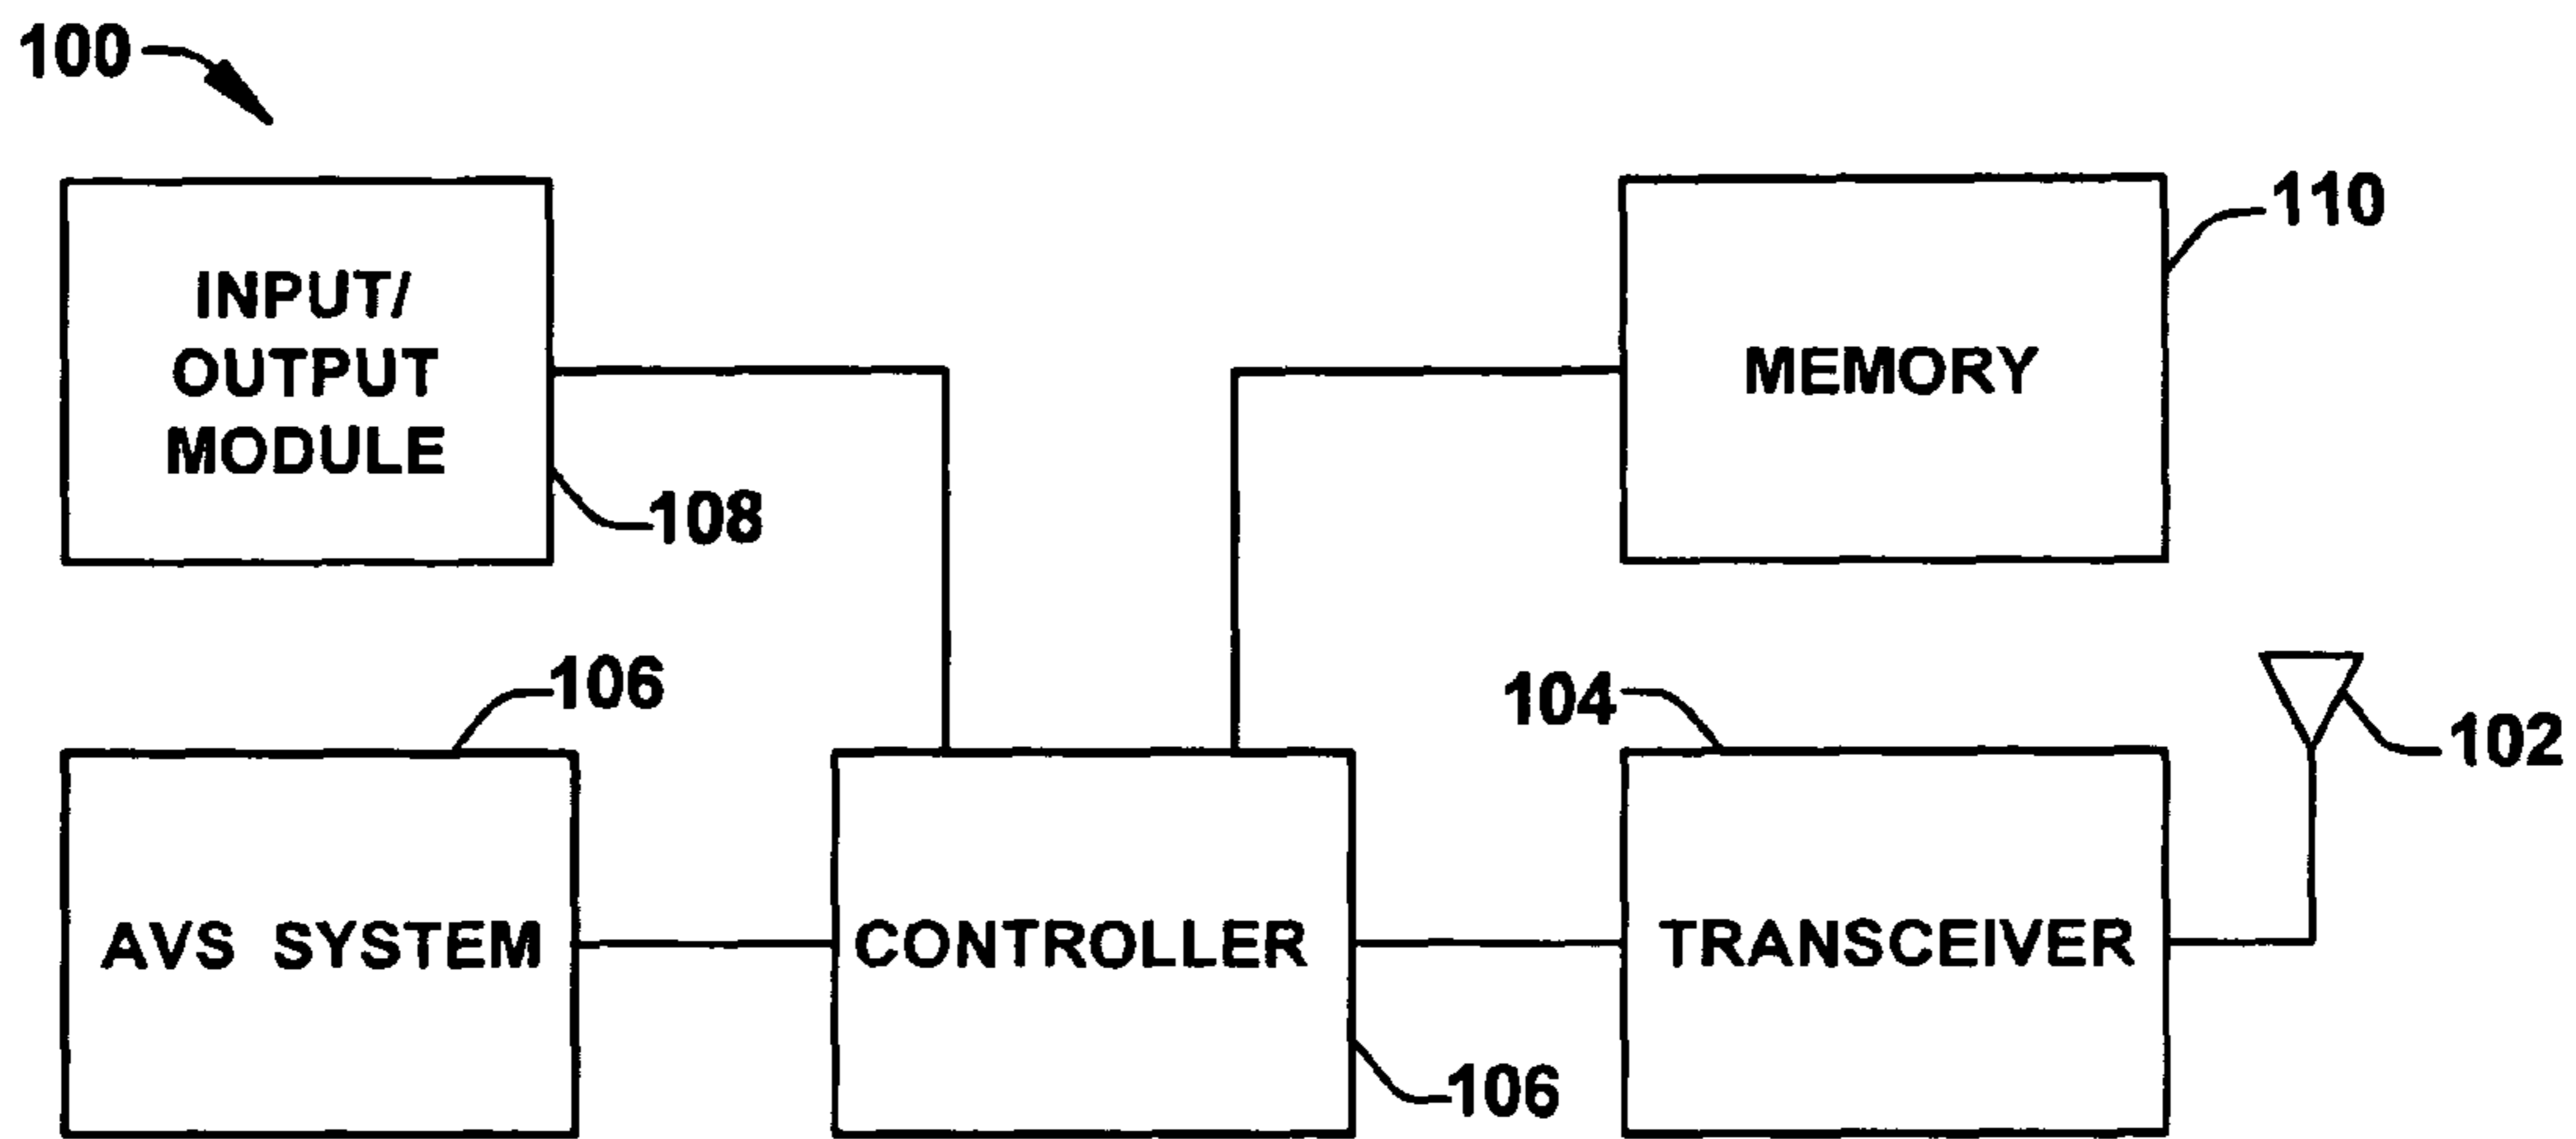 100
INPUT/
OUTPUT
MODULE
108
MEMORY
110
106
AVS SYSTEM
CONTROLLER
106
104
TRANSCEIVER
102